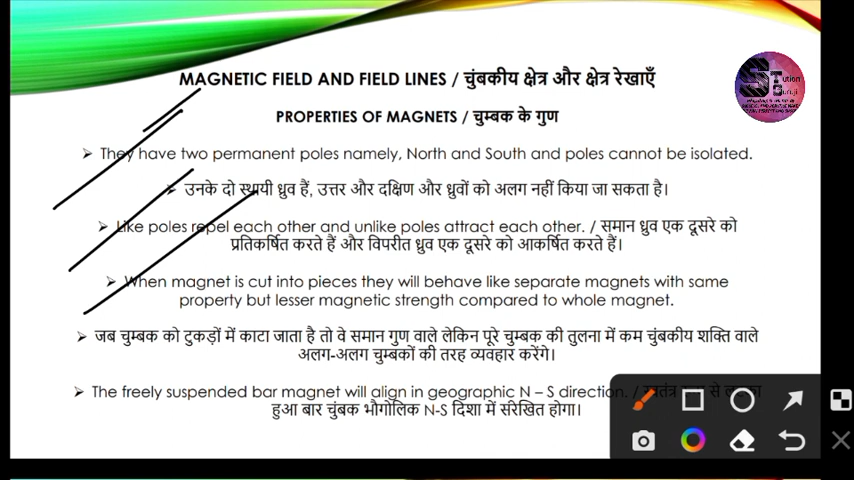 MAGNETIC FIELD AND FIELD LINES / चुंबकीय क्षेत्र और क्षेत्र रेखाएँ
PROPERTIES OF MAGNETS / चुम्बक के गुण
➢ They have two permanent poles namely, North and South and poles cannot be isolated.
➢ उनके दो स्थायी ध्रुव हैं, उत्तर और दक्षिण और ध्रुवों को अलग नहीं किया जा सकता है।
➢ Like poles repel each other and unlike poles attract each other. / समान ध्रुव एक दूसरे को
प्रतिकर्षित करते हैं और विपरीत ध्रुव एक दूसरे को आकर्षित करते हैं।
➢ When magnet is cut into pieces they will behave like separate magnets with same
property but lesser magnetic strength compared to whole magnet.
➢ जब चुम्बक को टुकड़ों में काटा जाता है तो वे समान गुण वाले लेकिन पूरे चुम्बक की तुलना में कम चुंबकीय शक्ति वाले
अलग-अलग चुम्बकों की तरह व्यवहार करेंगे।
➢ The freely suspended bar magnet will align in geographic N – S direction. /
हुआ बार चुंबक भौगोलिक N-S दिशा में संरेखित होगा।